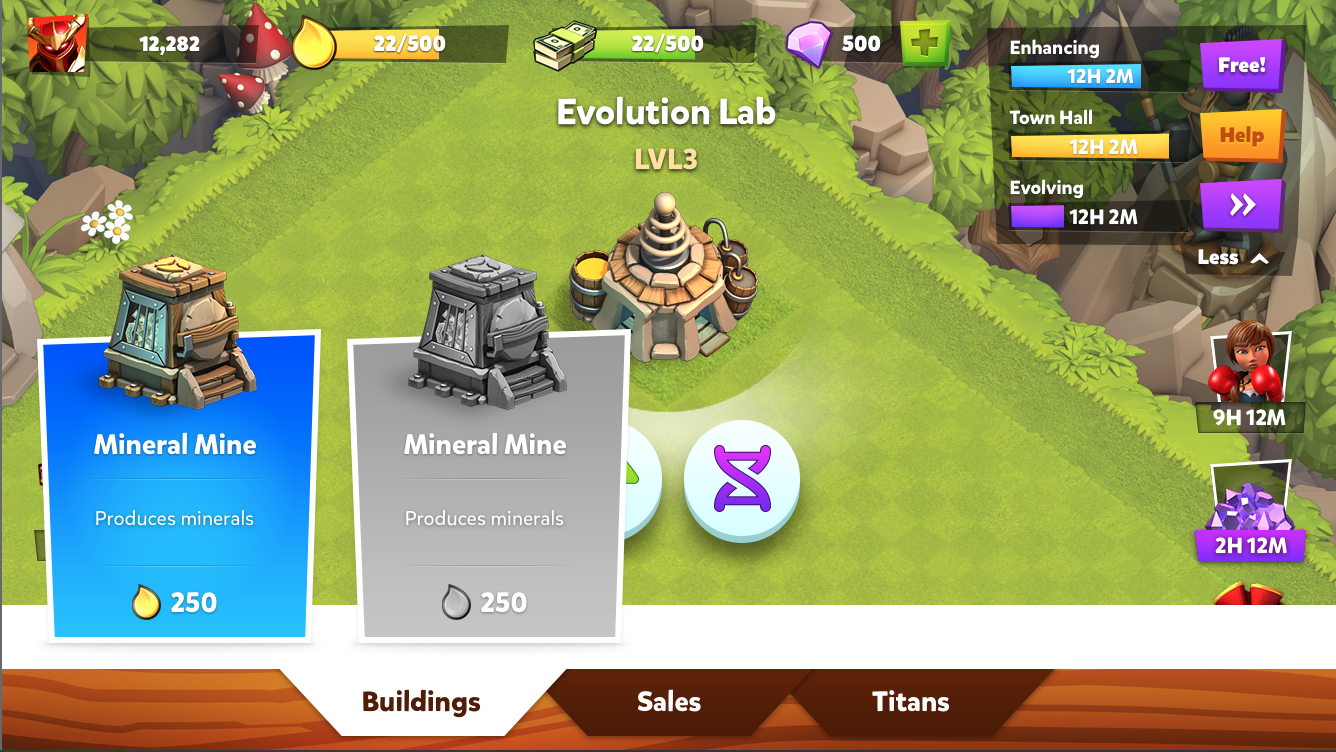 12,282
22/500
22/500
500
Enhancing
12H 2M
Free!
Town Hall
12H 2M
Help
Evolving
12H 2M
Less
Evolution Lab
LVL3
Mineral Mine
Produces minerals
250
Mineral Mine
Produces minerals
250
9H 12M
2H 12M
Buildings
Sales
Titans